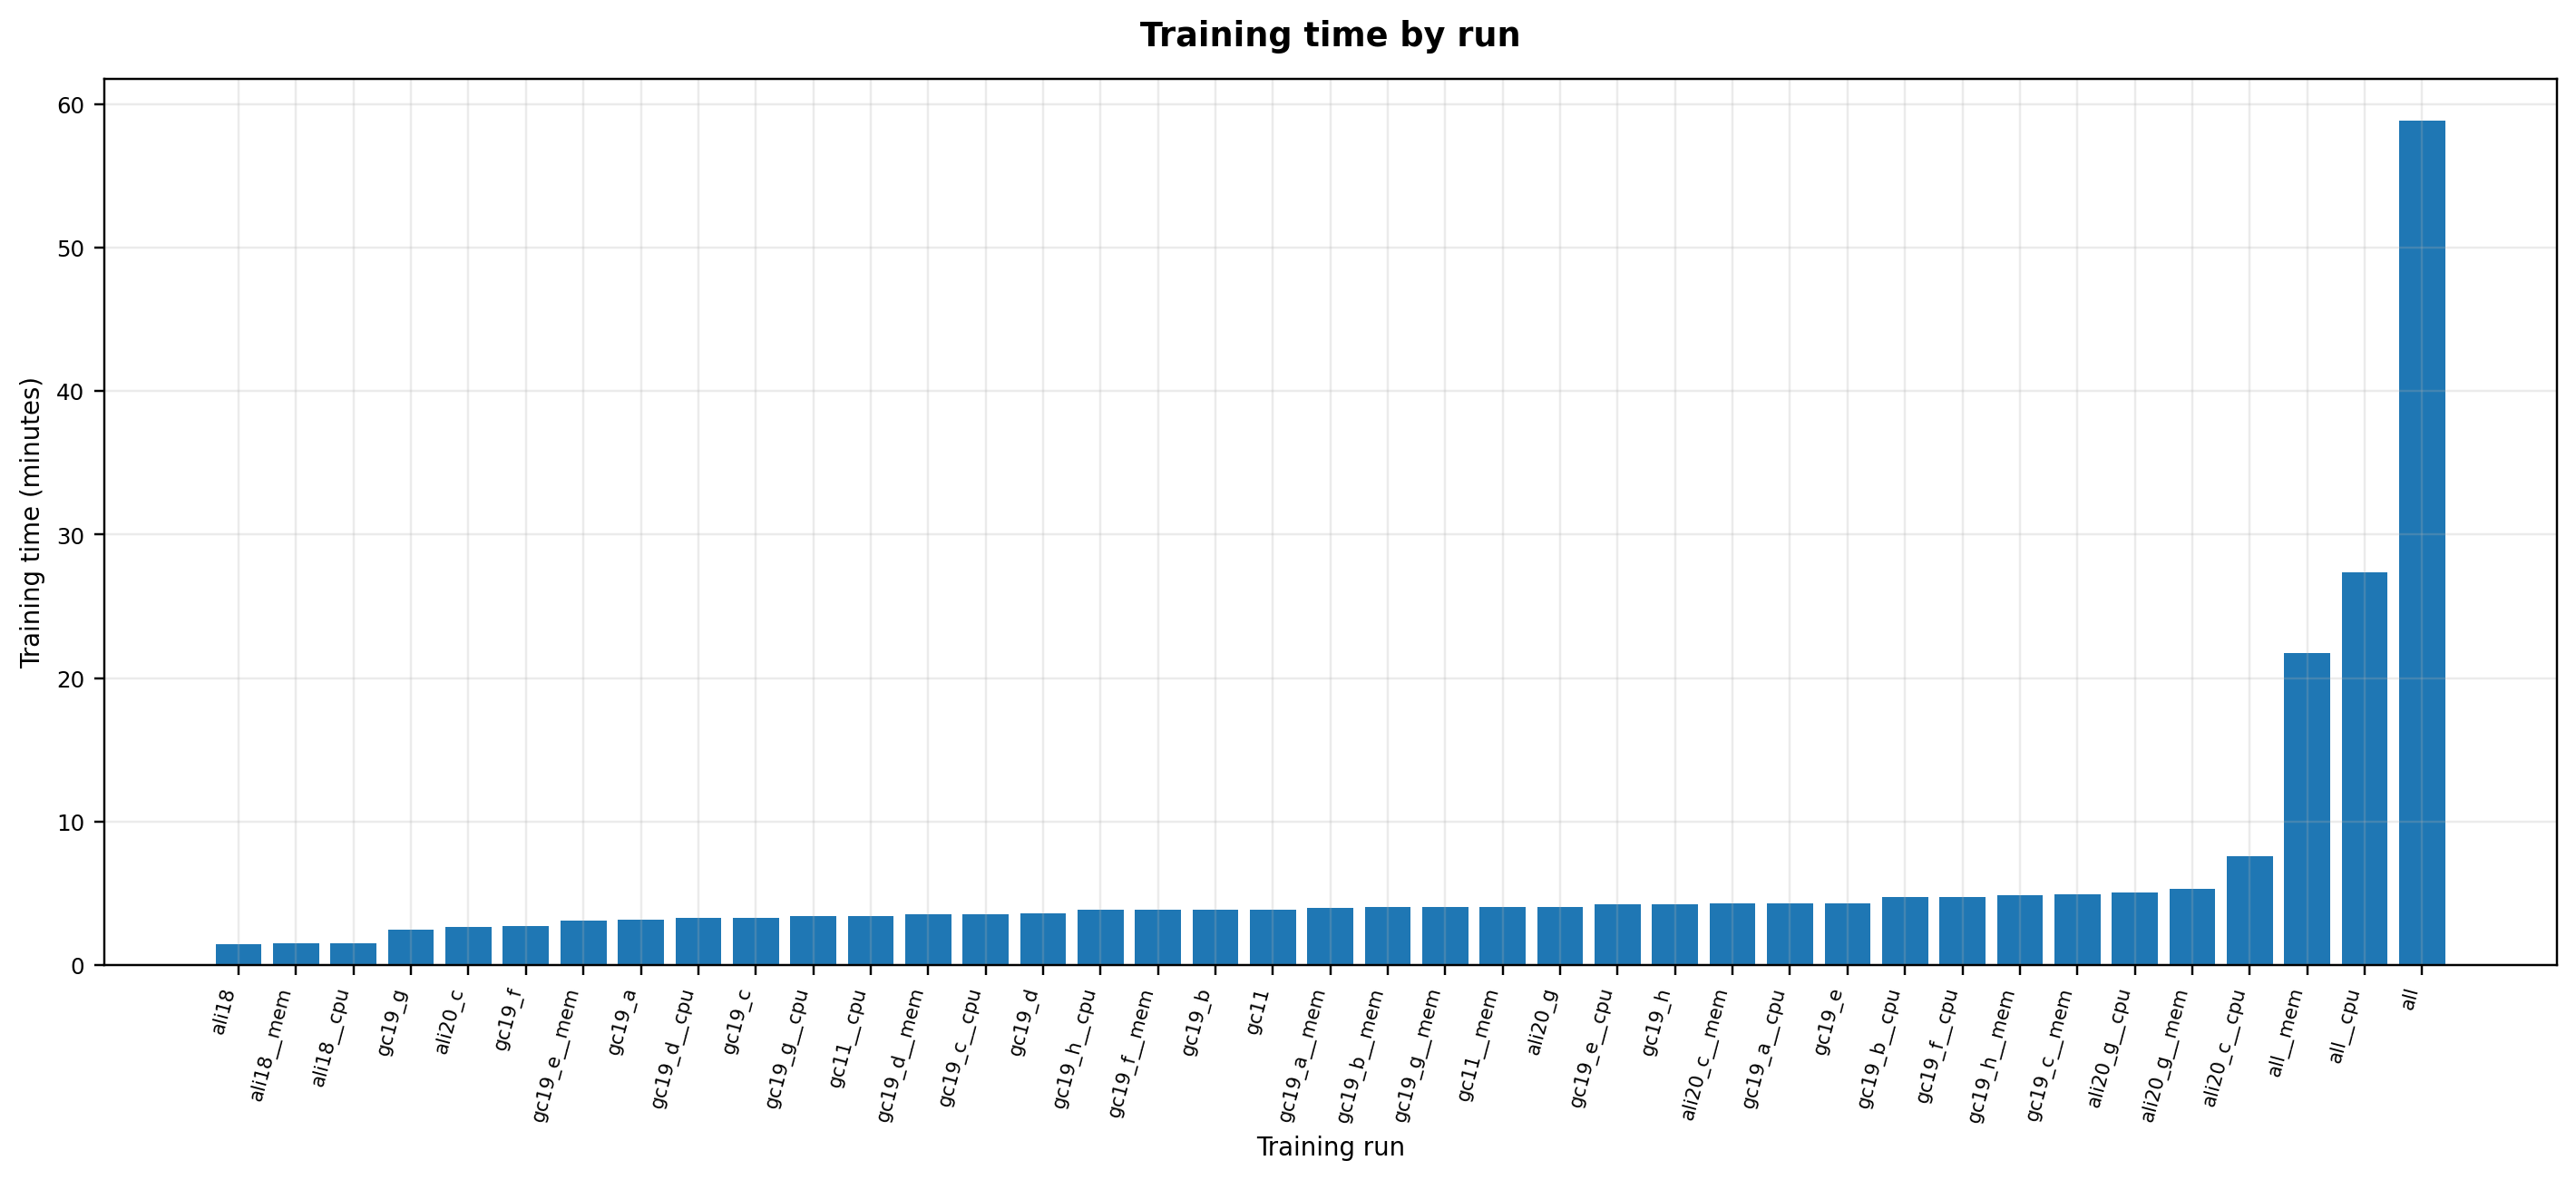 Training time by run
Training time (minutes)
60
50
40
30
20
10
0
ali18
ali18__mem
ali18__cpu
gc19_g
ali20_c
gc19_f
gc19_e__mem
gc19_a
gc19_d__cpu
gc19_c
gc19_g__cpu
gc11__cpu
gc19_d__mem
gc19_c__cpu
gc19_d
gc19_h__cpu
gc19_f__mem
gc19_b
gc11
gc19_a__mem
gc19_b__mem
gc19_g__mem
gc11__mem
ali20_g
gc19_e__cpu
gc19_h
ali20_c__mem
gc19_a__cpu
gc19_e
gc19_b__cpu
gc19_f__cpu
gc19_h__mem
gc19_c__mem
ali20_g__cpu
ali20_g__mem
ali20_c__cpu
all__mem
all__cpu
all
Training run